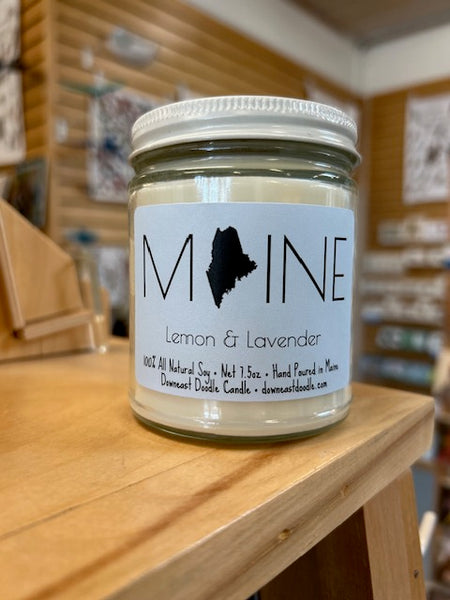 M INE
Lemon & Lavender
100% All Natural Soy • Net 7.5oz • Hand Poured in Maine
Downeast Doodle Candle • downeastdoodle.com